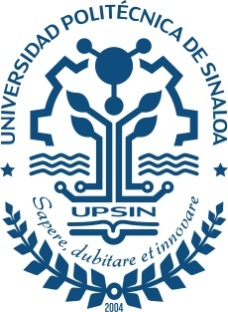 UNIVERSIDAD POLITÉCNICA DE SINALOA
UPSIN
Sapere, dubitare et innovare
2004